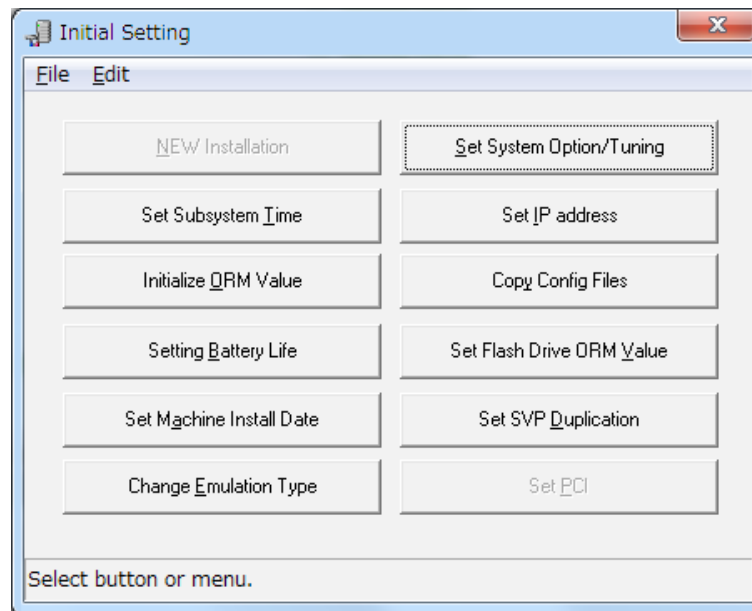 Initial Setting
File Edit
NEW Installation
Set System Option/Tuning
Set Subsystem Time
Set IP address
Initialize ORM Value
Copy Config Files
Setting Battery Life
Set Flash Drive ORM Value
Set Machine Install Date
Set SVP Duplication
Change Emulation Type
Set PCI
Select button or menu.